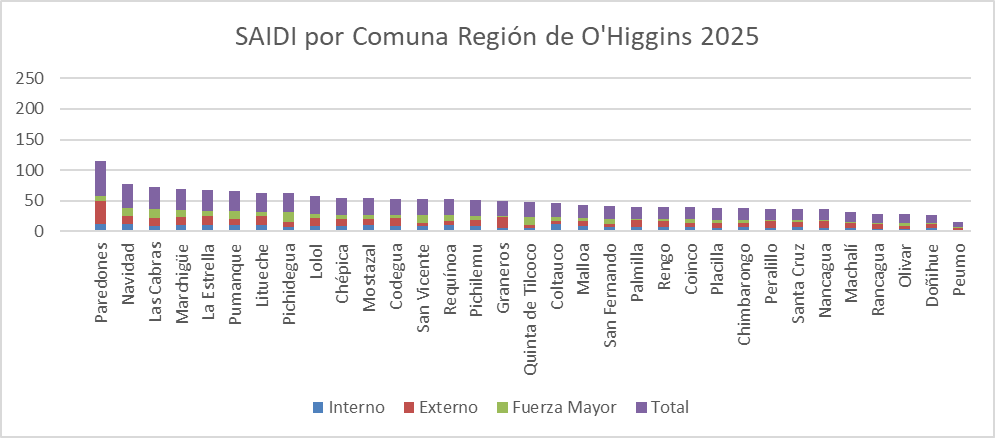 SAIDI por Comuna Región de O'Higgins 2025
250
200
150
100
50
0
Paredones
Navidad
Las Cabras
Marchigüe
La Estrella
Pumanque
Litueche
Pichidegua
Lolol
Chépica
Mostazal
Codegua
San Vicente
Requínoa
Pichilemu
Graneros
Quinta de Tilcoco
Coltauco
Malloa
San Fernando
Palmilla
Rengo
Coinco
Placilla
Chimbarongo
Peralillo
Santa Cruz
Nancagua
Machalí
Rancagua
Olivar
Doñihue
Peumo
Interno Externo Fuerza Mayor Total